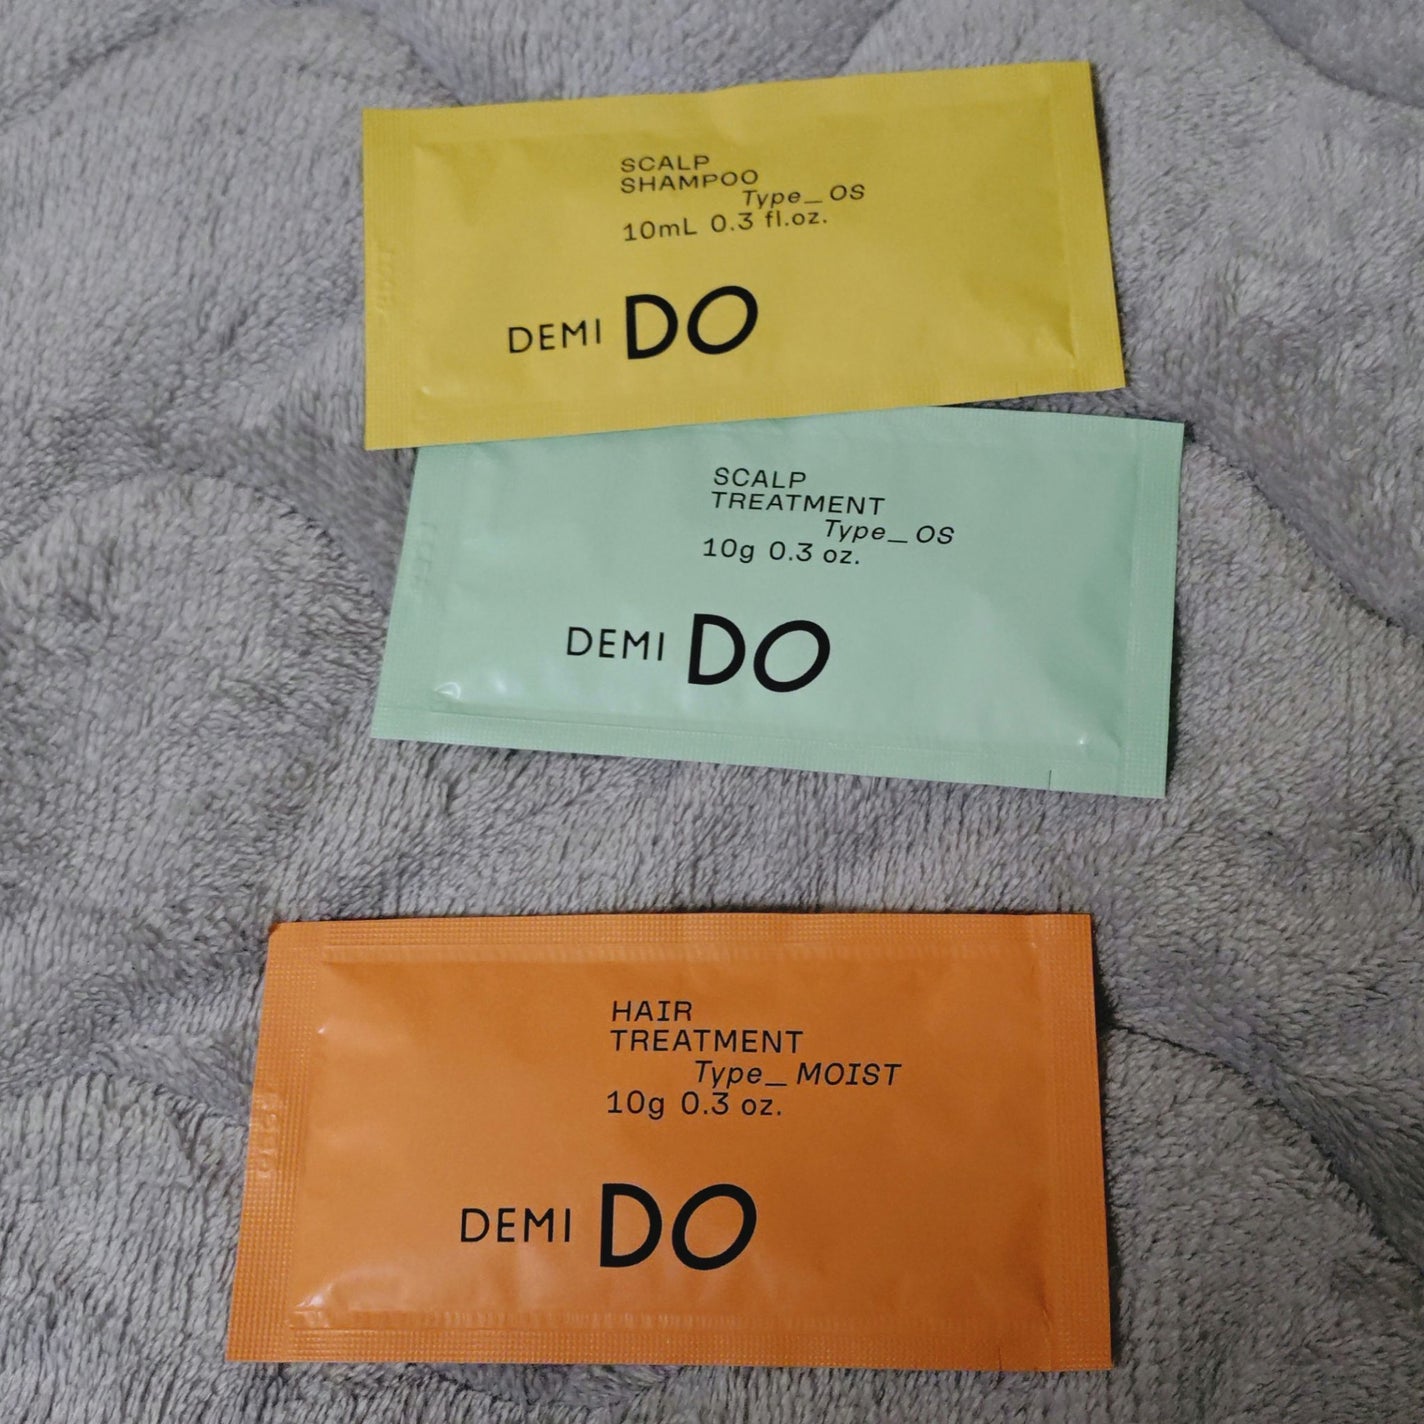 SCALP
SHAMPOO
Type_OS
10mL 0.3 fl.oz.
DEMI DO
SCALP
TREATMENT
Type_OS
10g 0.3 oz.
DEMI DO
HAIR
TREATMENT
Type_MOIST
10g 0.3 oz.
DEMI DO